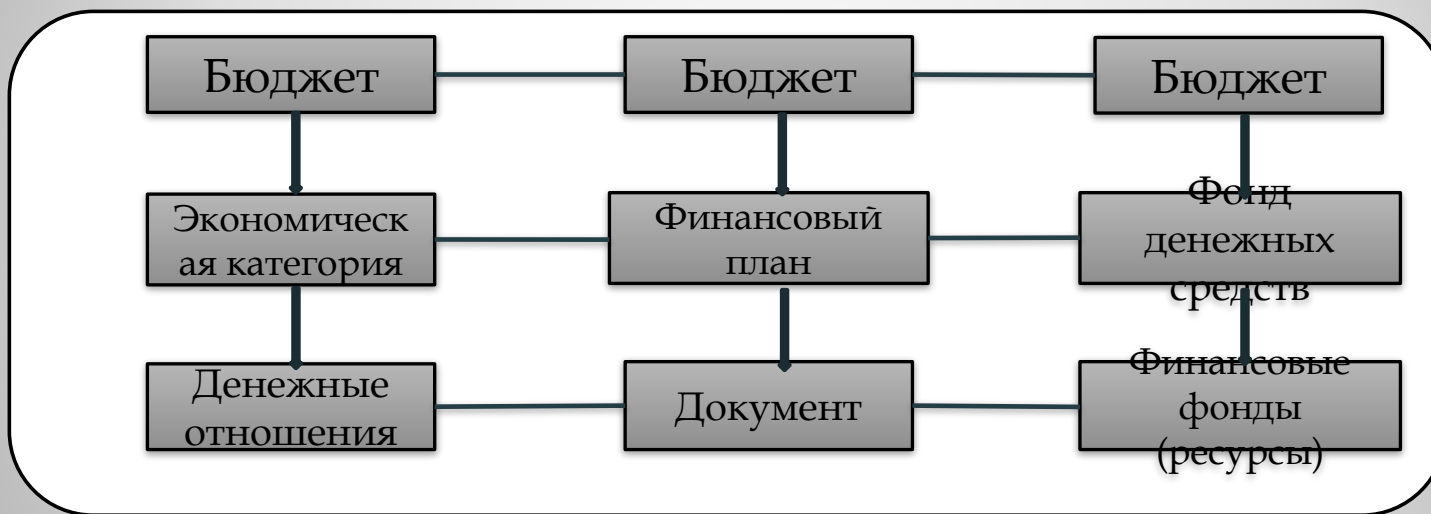 Бюджет
Бюджет
Бюджет
Экономическ
ая категория
Финансовый
план
Фонд
денежных
средств
Денежные
отношения
Документ
Финансовые
фонды
(ресурсы)